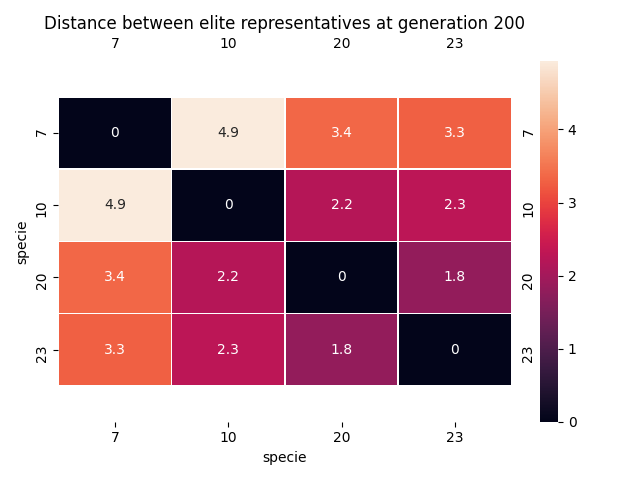 Distance between elite representatives at generation 200
7 10 20 23
7 0 4.9 3.4 3.3 7
10 4.9 0 2.2 2.3 10
20 3.4 2.2 0 1.8 20
23 3.3 2.3 1.8 0 23
specie
7 10 20 23
specie
4
3
2
1
0